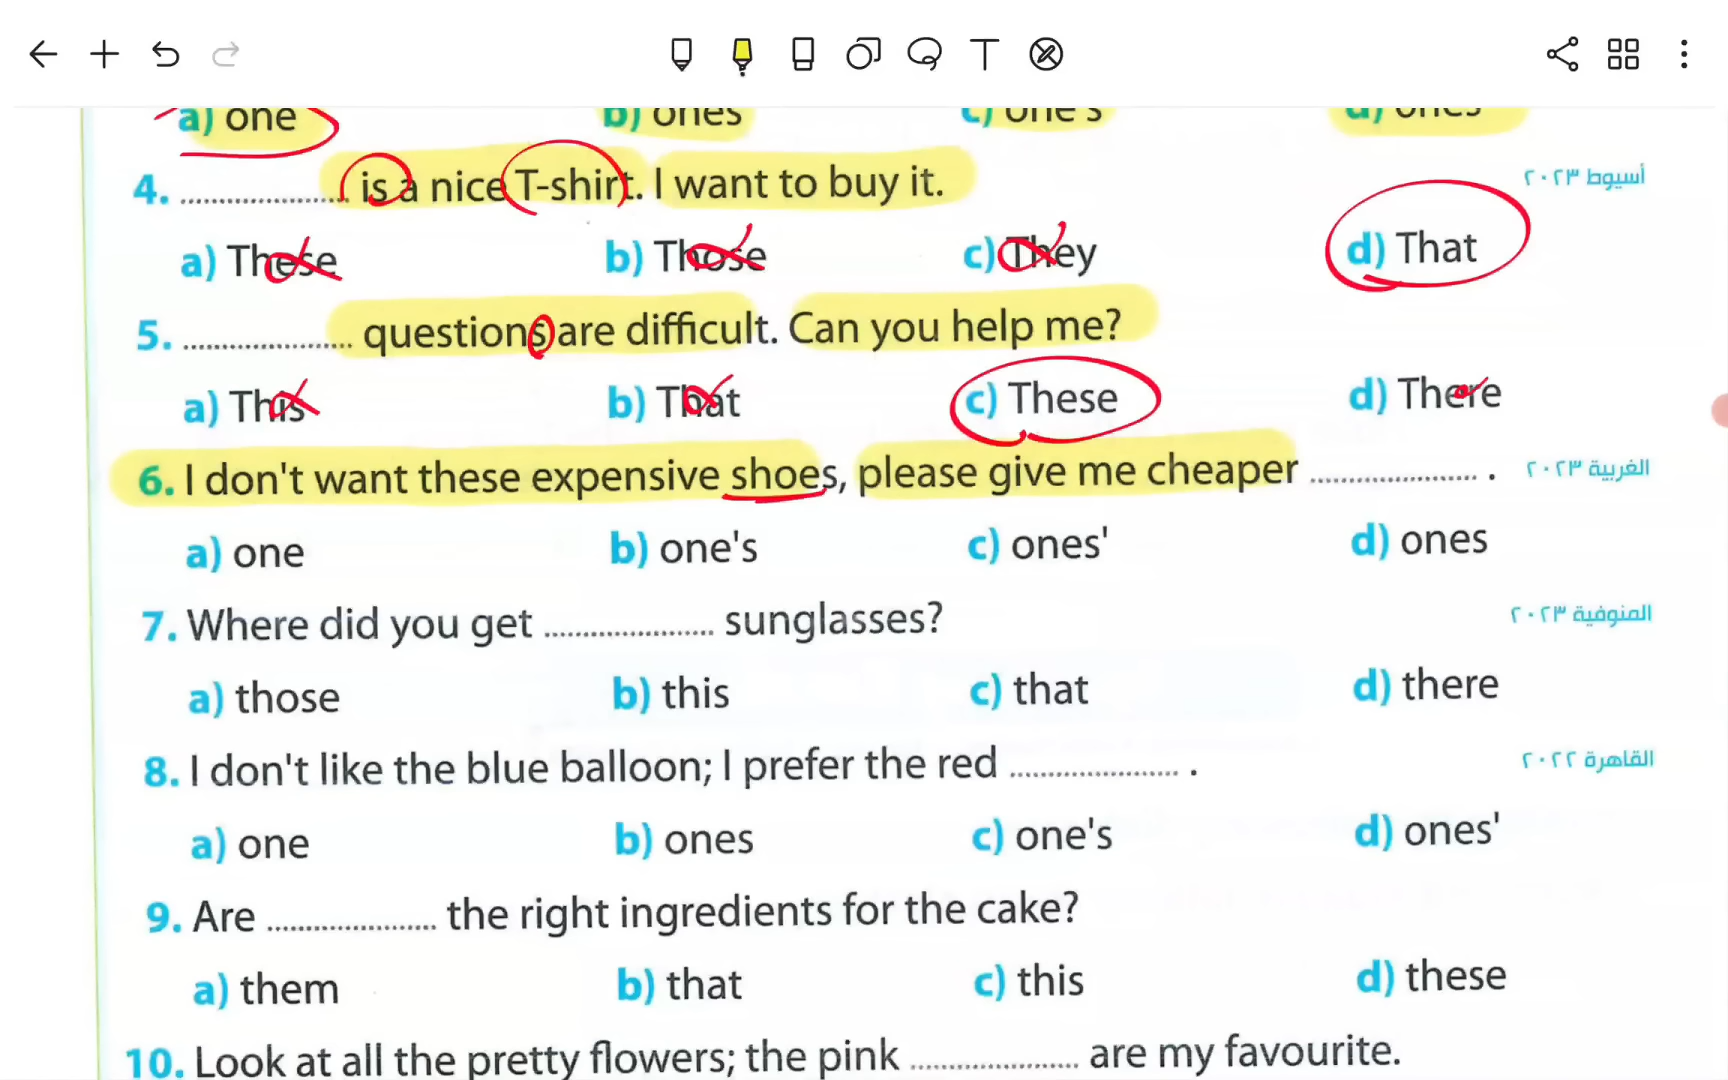 a) one b) ones c) one's d) ones'
4. .................... is a nice T-shirt. I want to buy it. أسيوط ٢٠٢٣
a) These b) Those c) They d) That
5. .................... questions are difficult. Can you help me?
a) This b) That c) These d) There
6. I don't want these expensive shoes, please give me cheaper .................... . الغربية ٢٠٢٣
a) one b) one's c) ones' d) ones
7. Where did you get .................... sunglasses? المنوفية ٢٠٢٣
a) those b) this c) that d) there
8. I don't like the blue balloon; I prefer the red .................... . القاهرة ٢٠٢٢
a) one b) ones c) one's d) ones'
9. Are .................... the right ingredients for the cake?
a) them b) that c) this d) these
10. Look at all the pretty flowers; the pink .................... are my favourite.